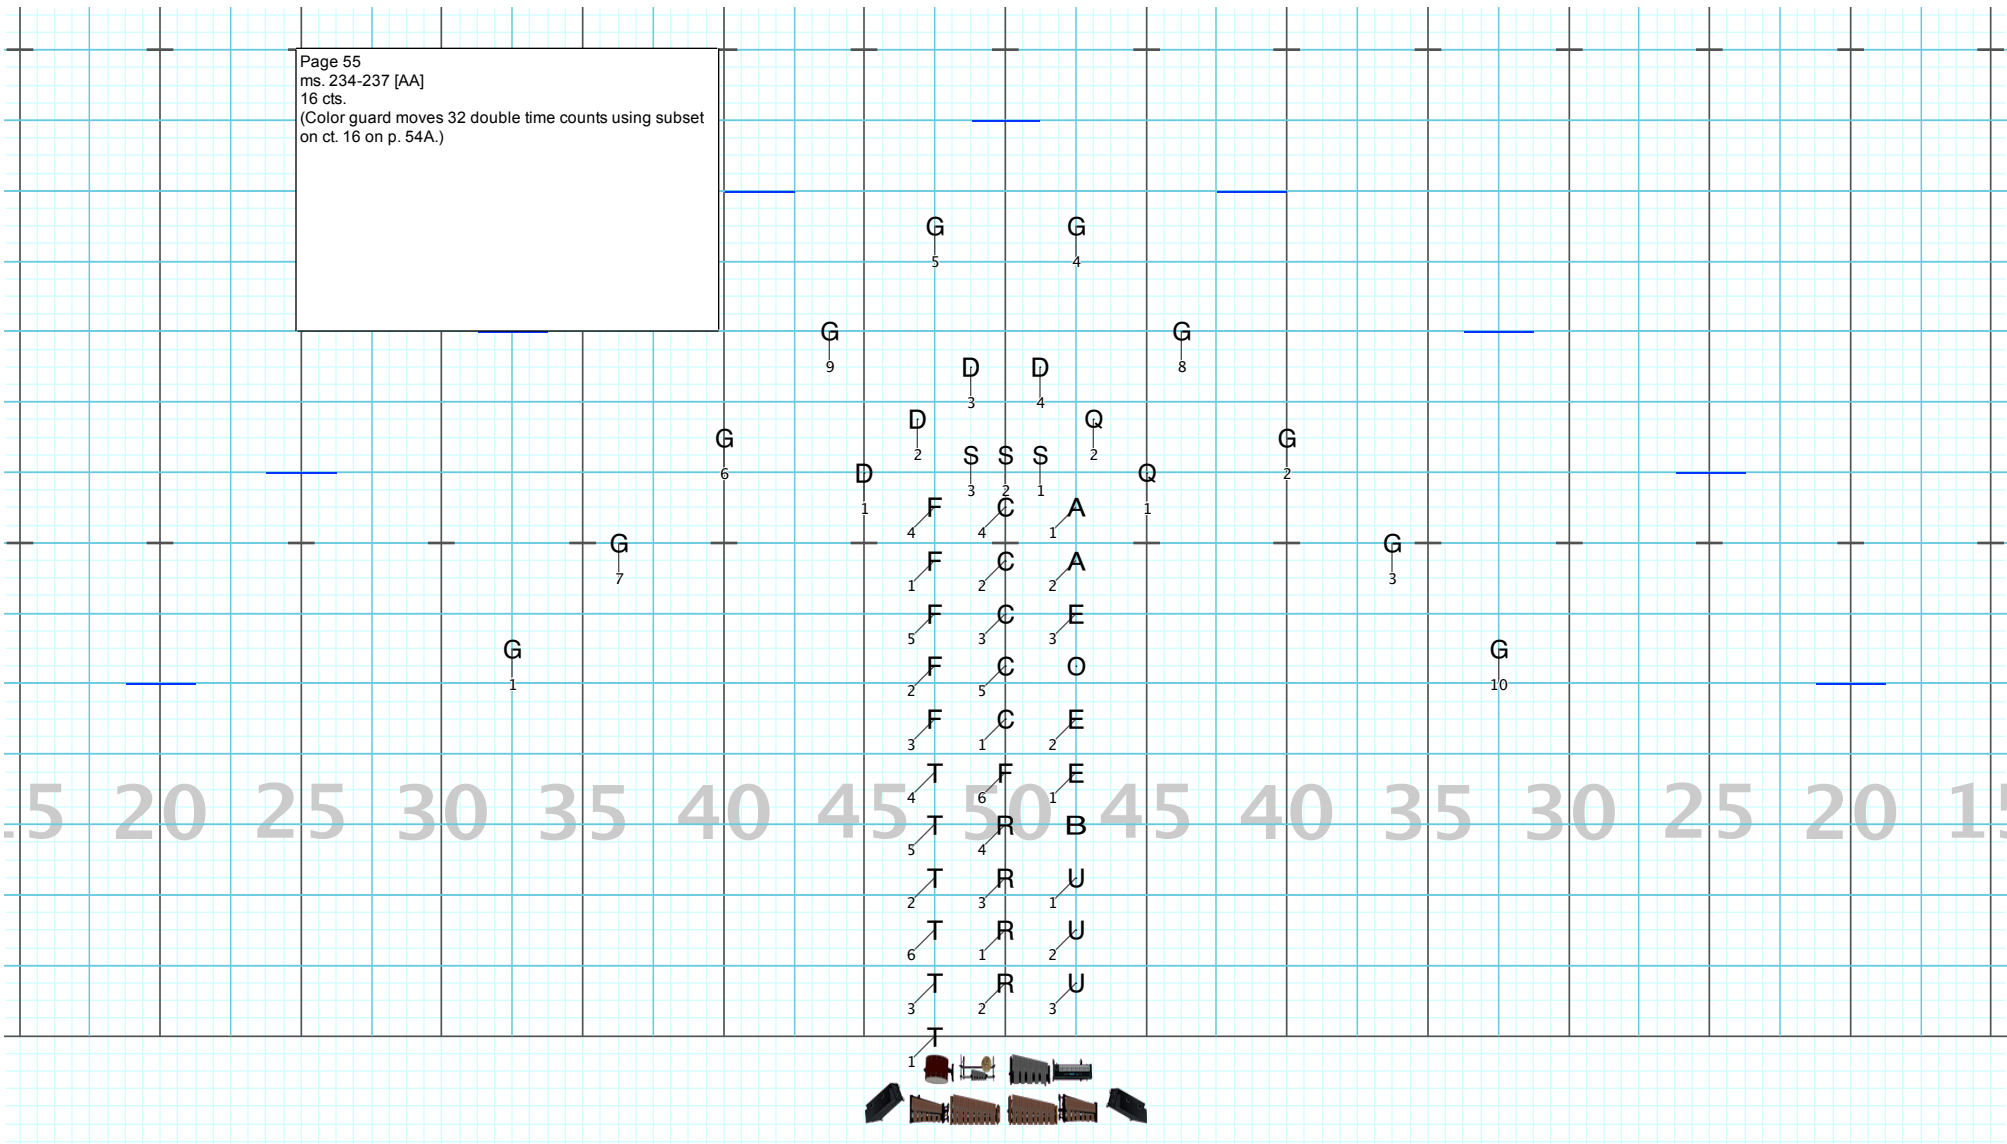 Page 55
ms. 234-237 [AA]
16 cts.
(Color guard moves 32 double time counts using subset
on ct. 16 on p. 54A.)
G G
5 4
G G
9 8
D D
3 4
D Q
2 2
G G
6 2
S S S
3 2 1
D Q
1 1
F C A
4 4 1
G G
7 3
F C A
1 2 2
F C E
5 3 3
G G
1 10
F C O
2 5
F C E
3 1 2
T F E
4 6 1
5 20 25 30 35 40 45 50 45 40 35 30 25 20 15
T R B
5 4
T R U
2 3 1
T R U
6 1 2
T R U
3 2 3
T
1